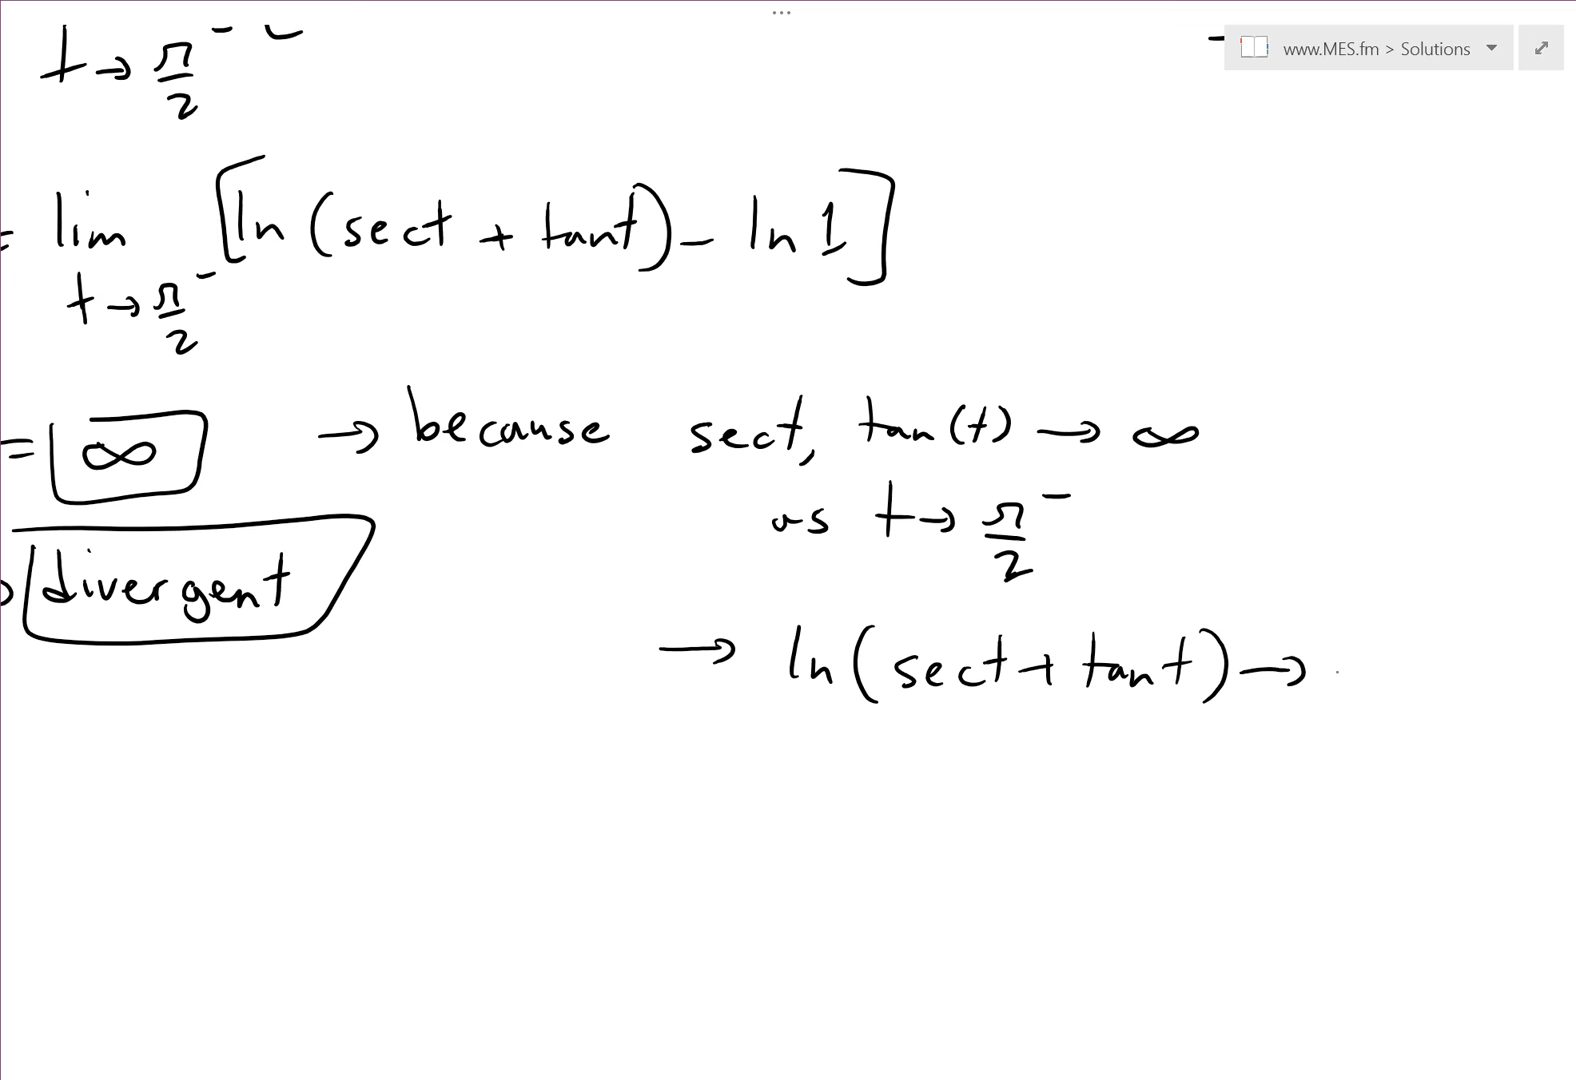 t → π/2⁻
www.MES.fm > Solutions
= lim [ln(sect + tant) - ln 1]
t → π/2⁻
= ∞ → because sect, tan(t) → ∞
as t → π/2⁻
divergent
→ ln(sect + tant) →